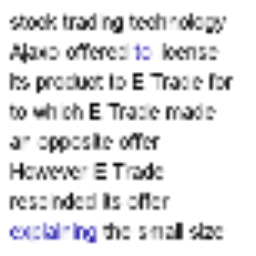 stock trading technology
Ajaxo offered to license
its product to E Trade for
to which E Trade made
an opposite offer
However E Trade
rescinded its offer
explaining the small size